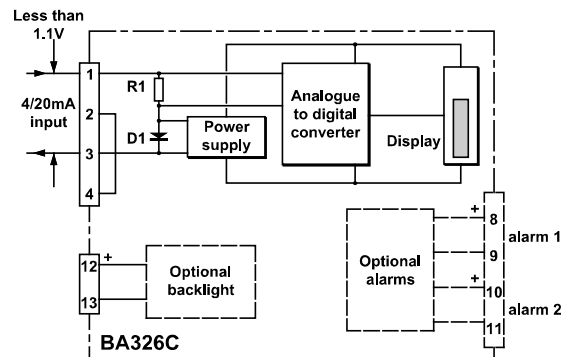 Less than
1.1V
4/20mA
input
1
2
3
4
R1
D1
Power
supply
Analogue
to digital
converter
Display
12
+
13
Optional
backlight
Optional
alarms
+
8
9
+
10
11
alarm 1
alarm 2
BA326C